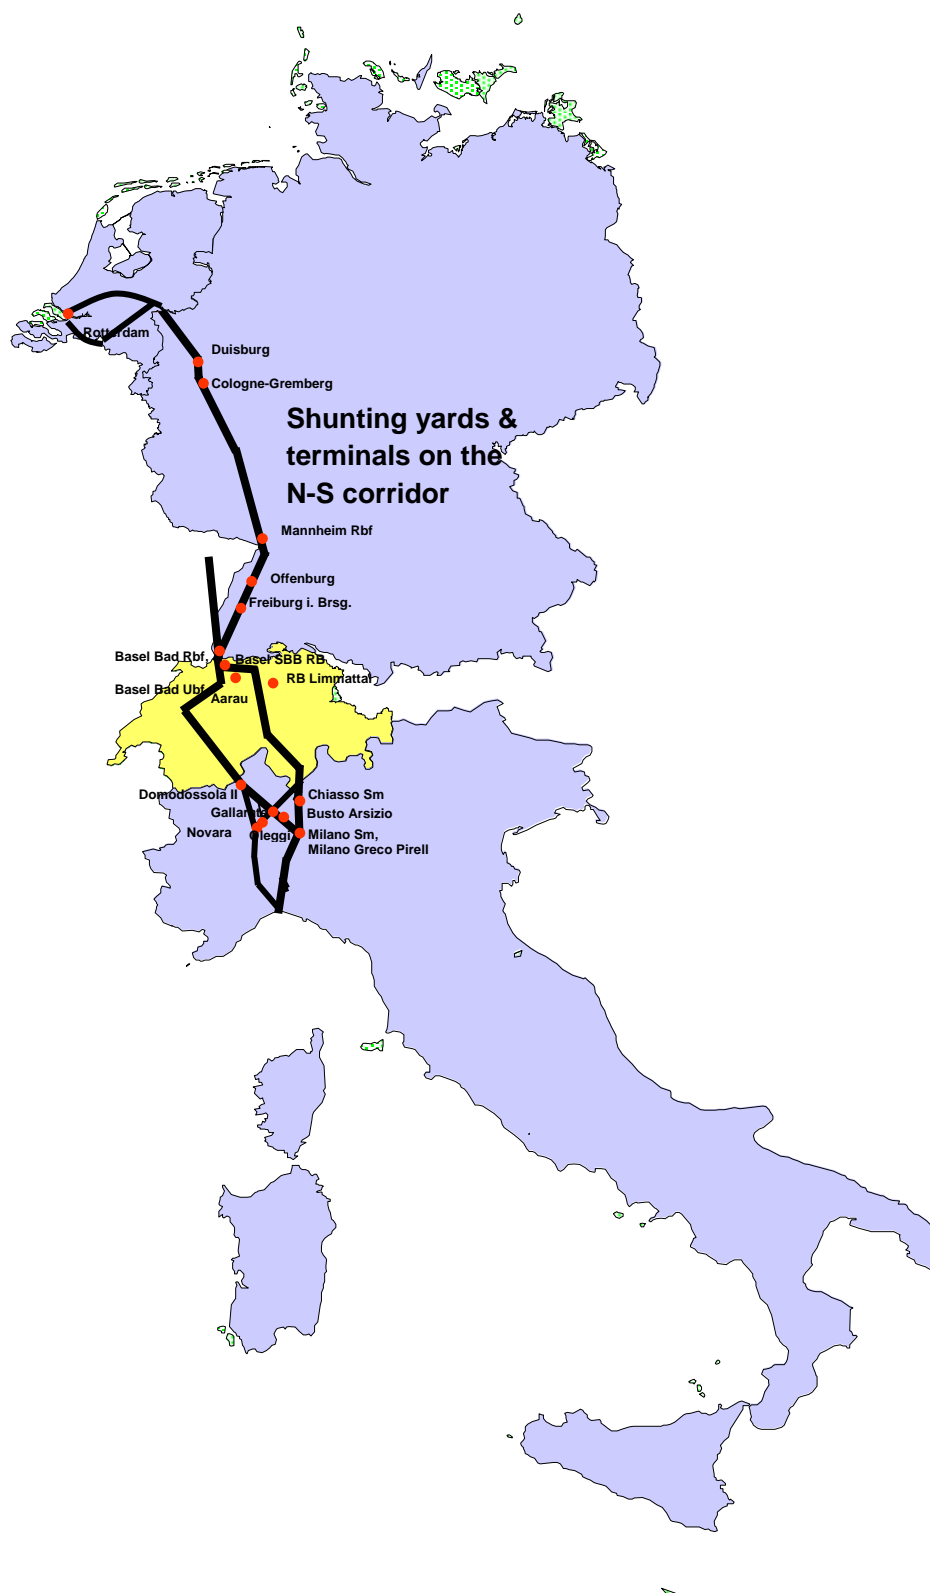 Rotterdam
Duisburg
Cologne-Gremberg
Shunting yards &
terminals on the
N-S corridor
Mannheim Rbf
Offenburg
Freiburg i. Brsg.
Basel Bad Rbf,
Basel SBB RB
RB Limmattal
Basel Bad Ubf
Aarau
Domodossola II
Chiasso Sm
Gallarate
Busto Arsizio
Novara
Oleggi
Milano Sm,
Milano Greco Pirell